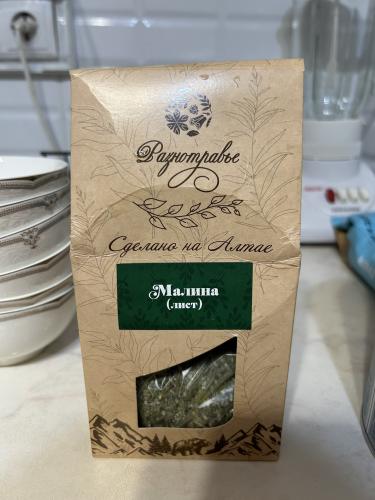 Разнотравье
Сделано на Алтае
Малина
(лист)